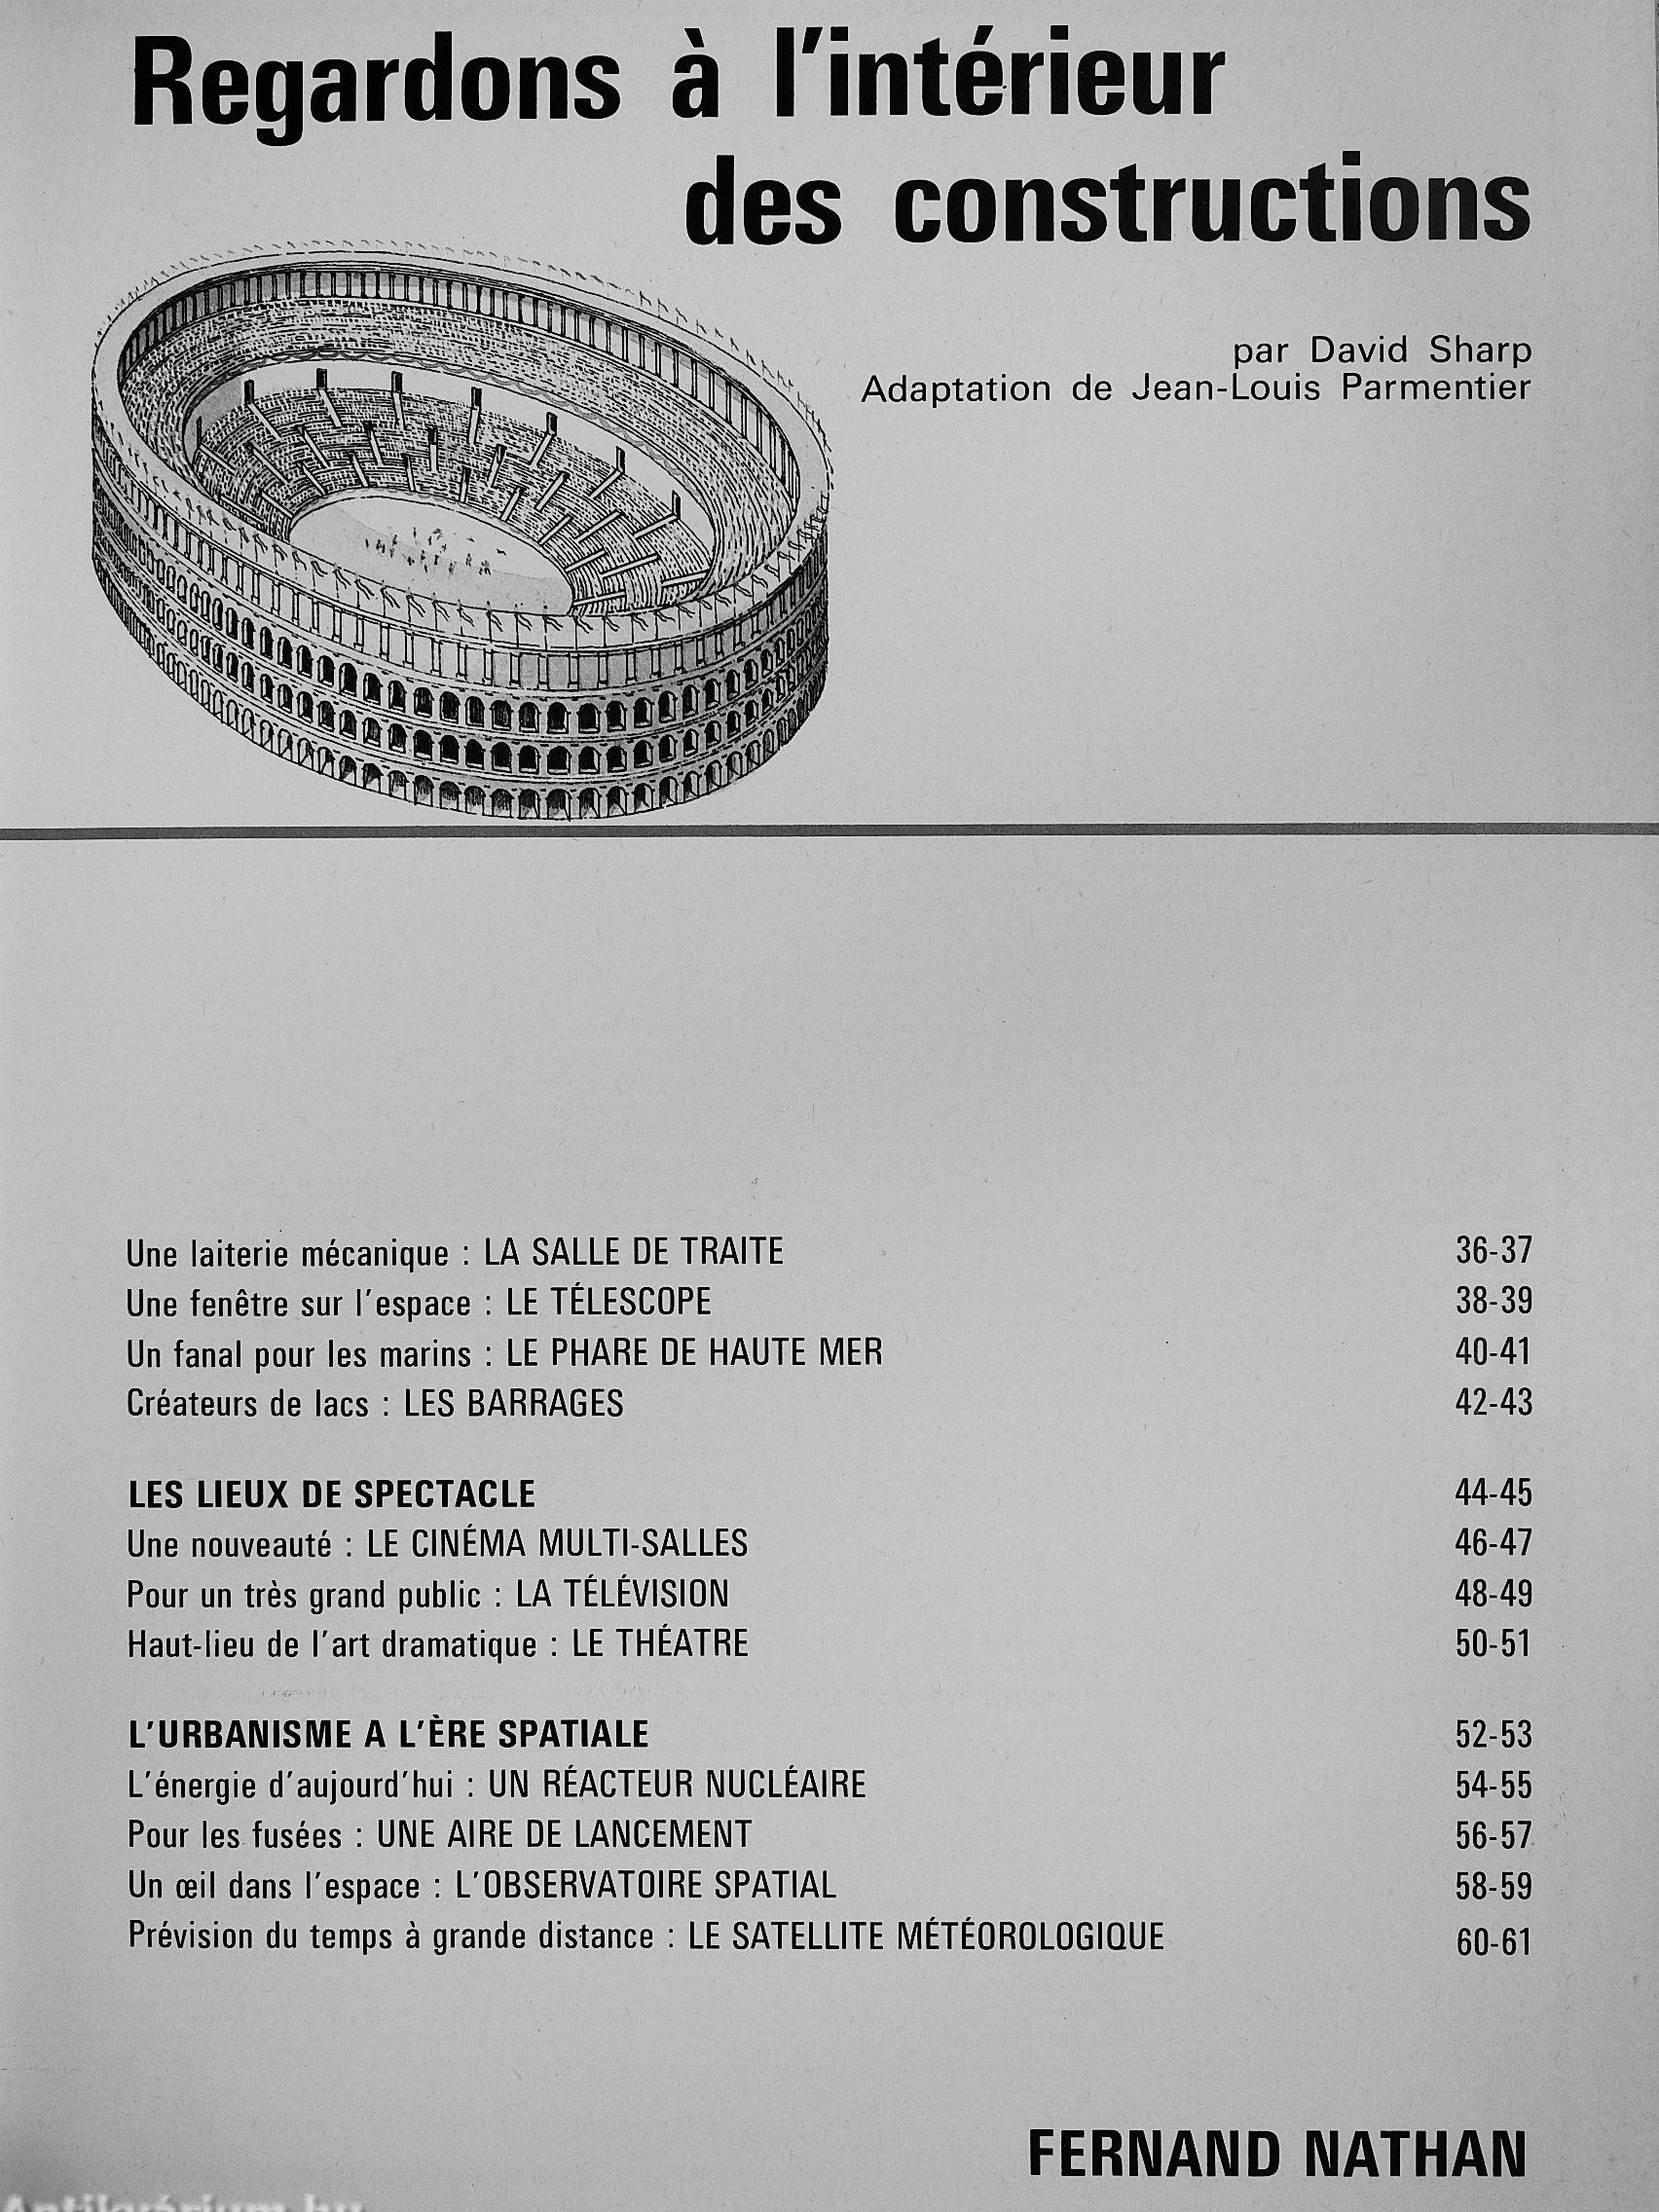 Regardons à l'intérieur
des constructions
par David Sharp
Adaptation de Jean-Louis Parmentier
Une laiterie mécanique : LA SALLE DE TRAITE 36-37
Une fenêtre sur l'espace : LE TÉLESCOPE 38-39
Un fanal pour les marins : LE PHARE DE HAUTE MER 40-41
Créateurs de lacs : LES BARRAGES 42-43
LES LIEUX DE SPECTACLE 44-45
Une nouveauté : LE CINÉMA MULTI-SALLES 46-47
Pour un très grand public : LA TÉLÉVISION 48-49
Haut-lieu de l'art dramatique : LE THÉATRE 50-51
L'URBANISME A L'ÈRE SPATIALE 52-53
L'énergie d'aujourd'hui : UN RÉACTEUR NUCLÉAIRE 54-55
Pour les fusées : UNE AIRE DE LANCEMENT 56-57
Un œil dans l'espace : L'OBSERVATOIRE SPATIAL 58-59
Prévision du temps à grande distance : LE SATELLITE MÉTÉOROLOGIQUE 60-61
FERNAND NATHAN
Antikvárium.hu